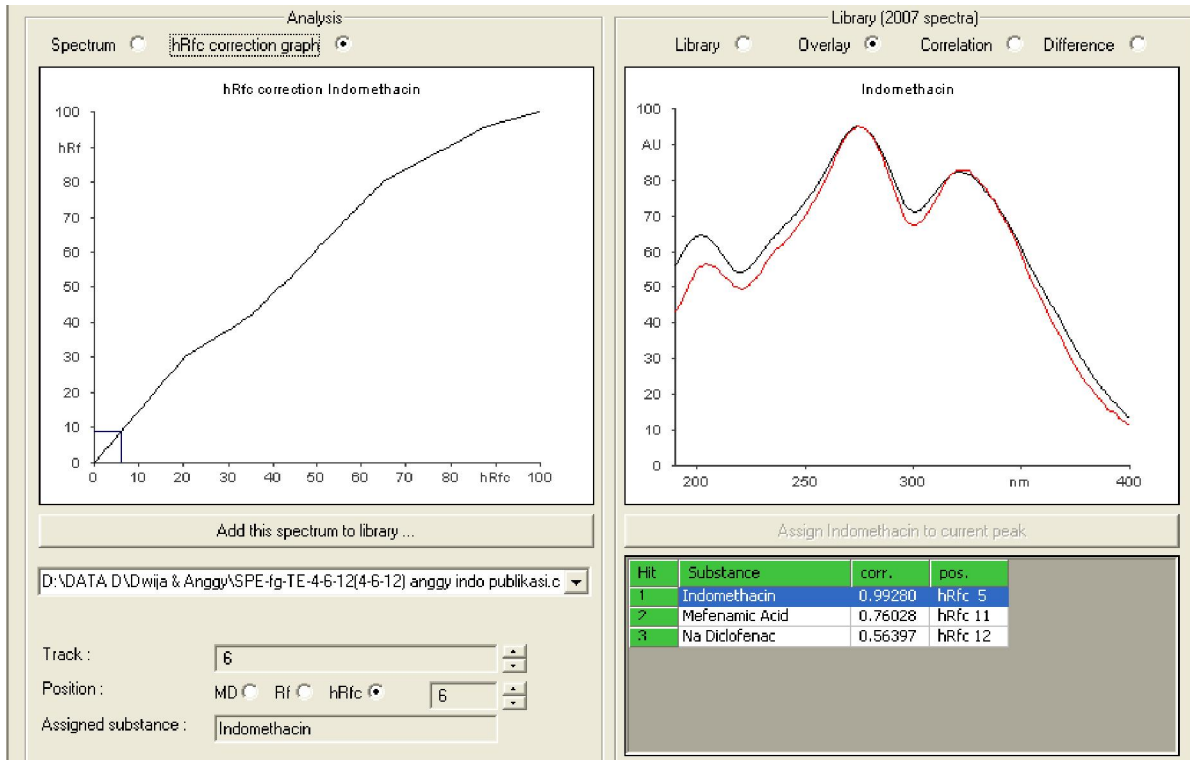 Analysis
Spectrum hRfc correction graph
hRfc correction Indomethacin
100
hRf
80
70
60
50
40
30
20
10
0
0 10 20 30 40 50 60 70 80 hRfc 100
Add this spectrum to library ...
D:\DATA D\Dwija & Anggy\SPE-fg-TE-4-6-12(4-6-12) anggy indo publikasi.c
Track : 6
Position : MD Rf hRfc 6
Assigned substance : Indomethacin
Library (2007 spectra)
Library Overlay Correlation Difference
Indomethacin
100
AU
80
70
60
50
40
30
20
10
0
200 250 300 nm 400
Assign Indomethacin to current peak
Hit Substance corr. pos.
1 Indomethacin 0.99280 hRfc 5
2 Mefenamic Acid 0.76028 hRfc 11
3 Na Diclofenac 0.56397 hRfc 12